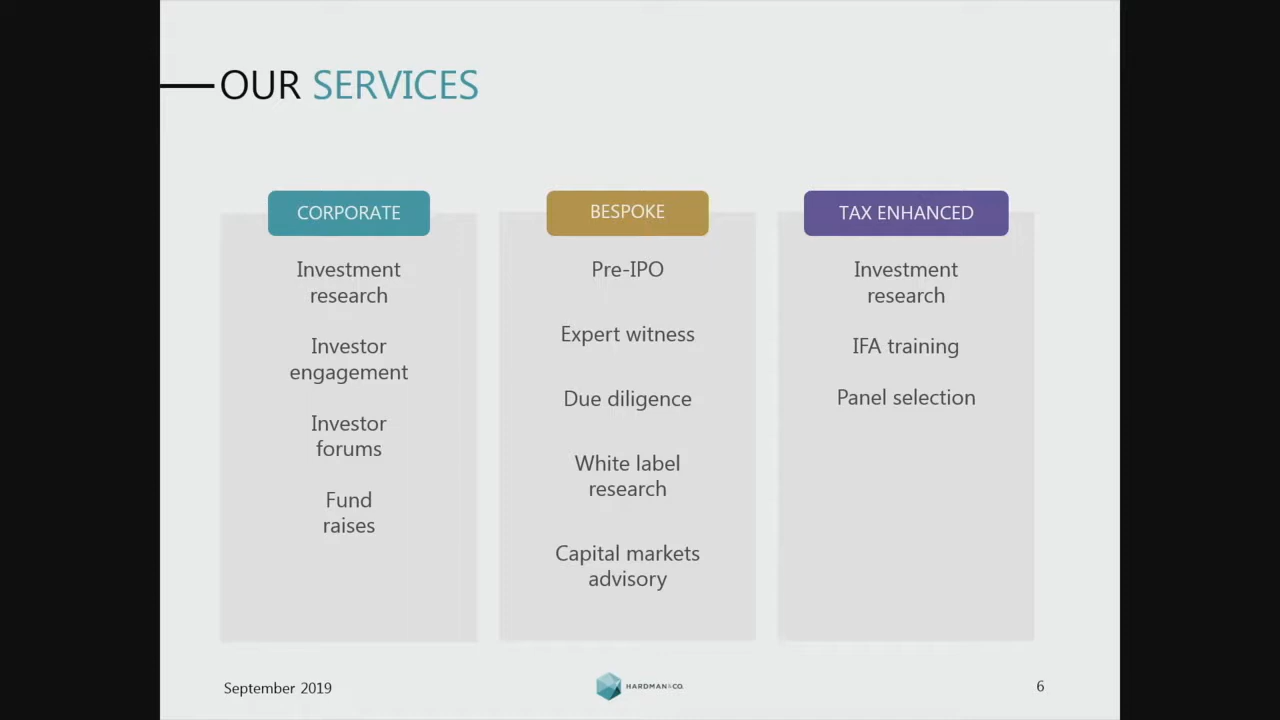 OUR SERVICES
CORPORATE
Investment
research
Investor
engagement
Investor
forums
Fund
raises
BESPOKE
Pre-IPO
Expert witness
Due diligence
White label
research
Capital markets
advisory
TAX ENHANCED
Investment
research
IFA training
Panel selection
September 2019
HARDMAN&CO.
6